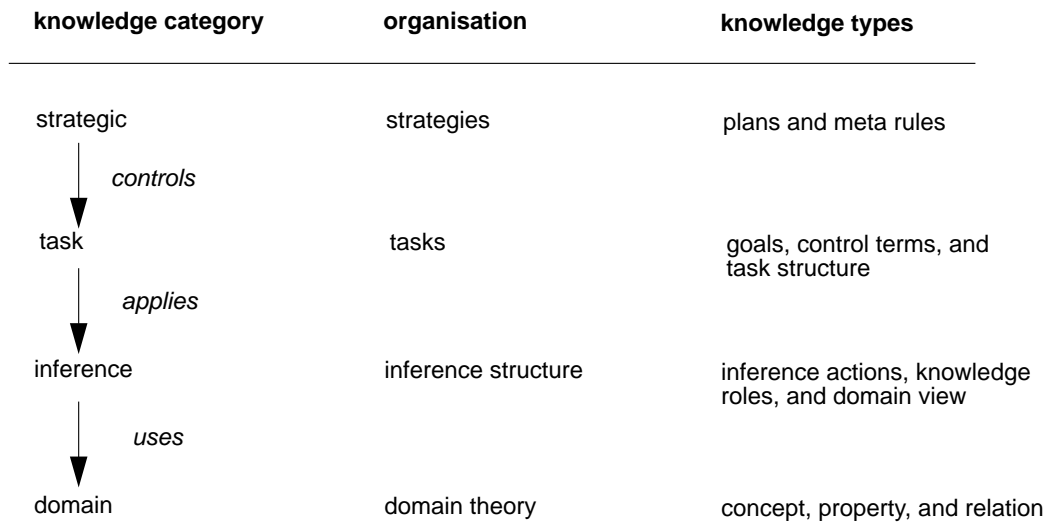 knowledge category organisation knowledge types
strategic strategies plans and meta rules
controls
task tasks goals, control terms, and
task structure
applies
inference inference structure inference actions, knowledge
roles, and domain view
uses
domain domain theory concept, property, and relation